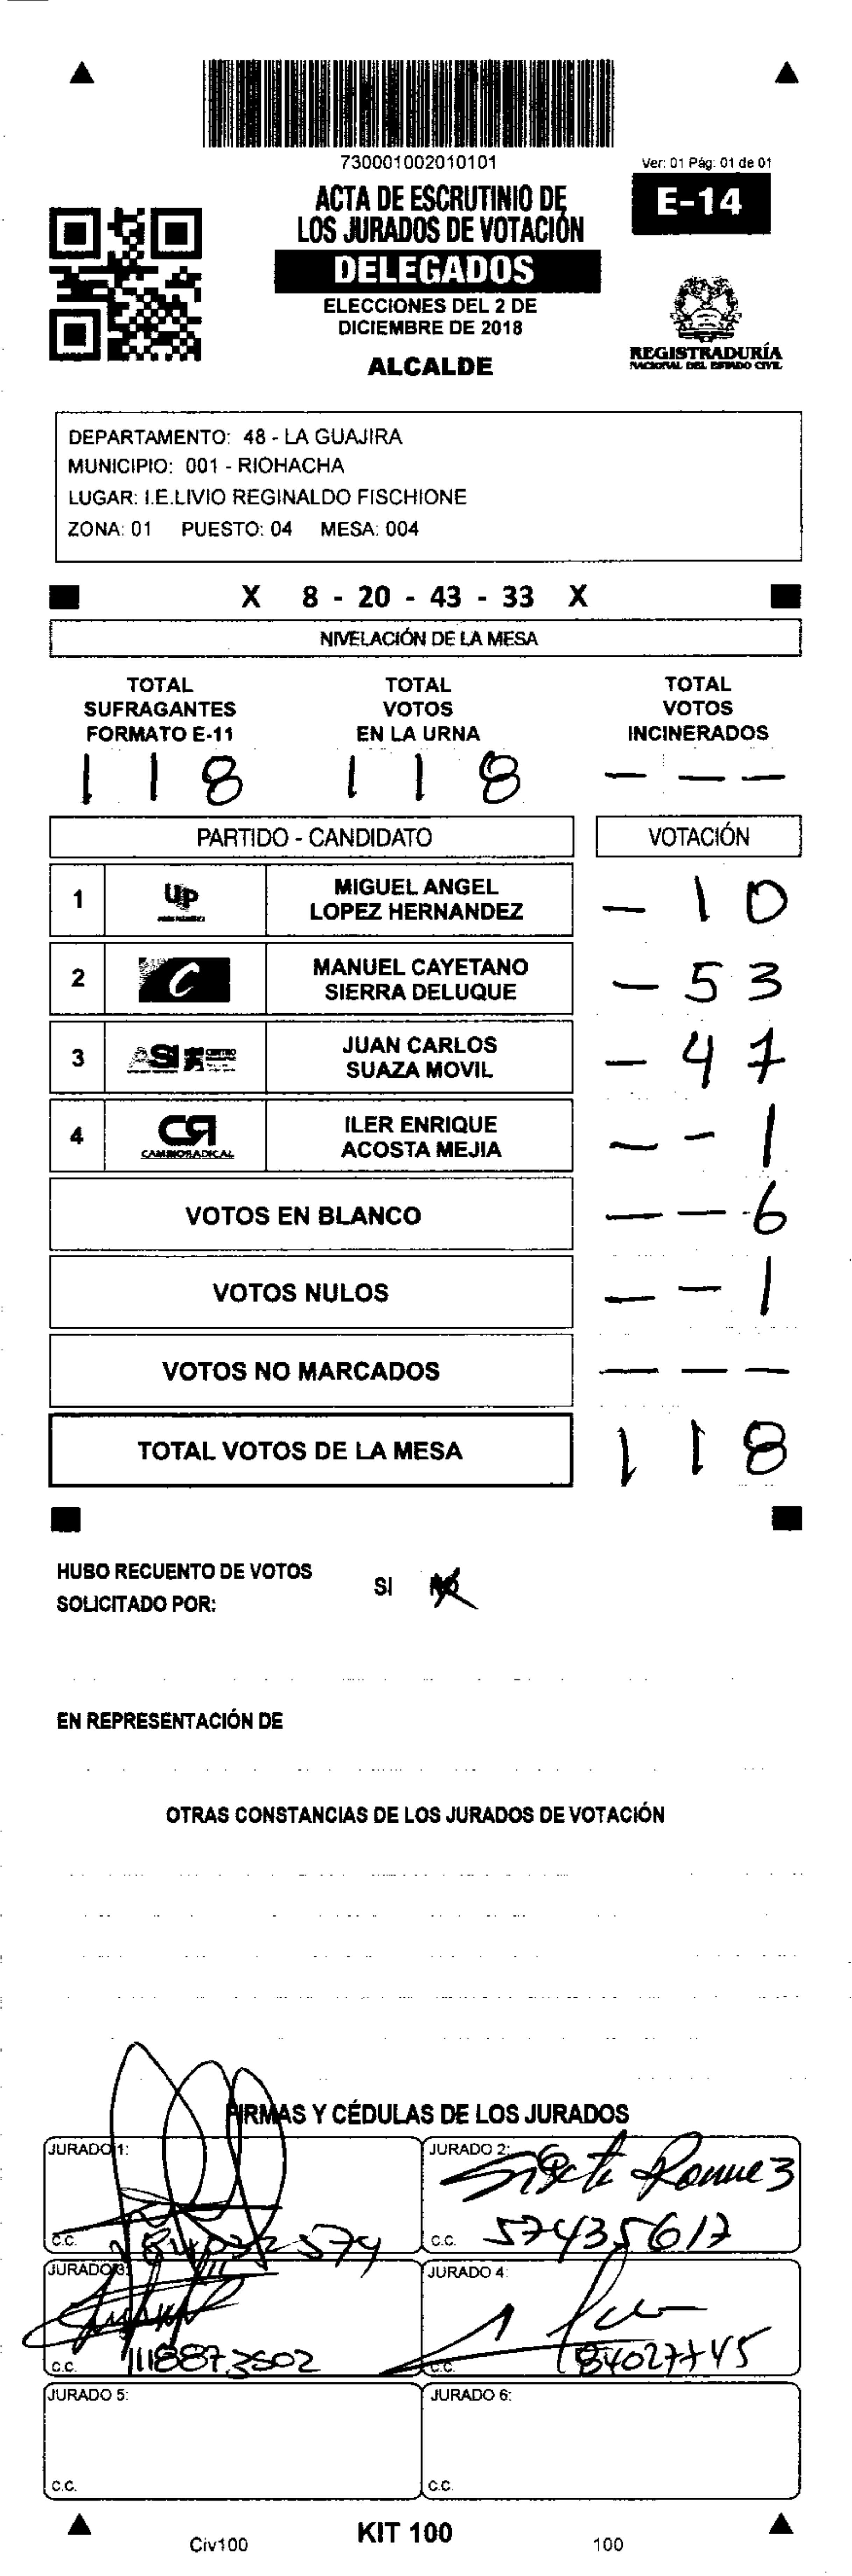 730001002010101
Ver: 01 Pág: 01 de 01
ACTA DE ESCRUTINIO DE
LOS JURADOS DE VOTACIÓN
E-14
DELEGADOS
ELECCIONES DEL 2 DE
DICIEMBRE DE 2018
ALCALDE
REGISTRADURÍA
NACIONAL DEL ESTADO CIVIL
DEPARTAMENTO: 48 - LA GUAJIRA
MUNICIPIO: 001 - RIOHACHA
LUGAR: I.E.LIVIO REGINALDO FISCHIONE
ZONA: 01 PUESTO: 04 MESA: 004
X 8 - 20 - 43 - 33 X
NIVELACIÓN DE LA MESA
TOTAL SUFRAGANTES FORMATO E-11
118
TOTAL VOTOS EN LA URNA
118
TOTAL VOTOS INCINERADOS
- - -
PARTIDO - CANDIDATO VOTACIÓN
1 up MIGUEL ANGEL LOPEZ HERNANDEZ - 10
2 C MANUEL CAYETANO SIERRA DELUQUE - 53
3 ASI JUAN CARLOS SUAZA MOVIL - 47
4 CR CAMBIO RADICAL ILER ENRIQUE ACOSTA MEJIA - - 1
VOTOS EN BLANCO - - 6
VOTOS NULOS - - 1
VOTOS NO MARCADOS - - -
TOTAL VOTOS DE LA MESA 118
HUBO RECUENTO DE VOTOS SI NO
SOLICITADO POR:
EN REPRESENTACIÓN DE
OTRAS CONSTANCIAS DE LOS JURADOS DE VOTACIÓN
FIRMAS Y CÉDULAS DE LOS JURADOS
JURADO 1:
C.C.
JURADO 2:
C.C. 57435617
JURADO 3:
C.C. 1118873602
JURADO 4:
C.C. 84027745
JURADO 5:
C.C.
JURADO 6:
C.C.
Civ100 KIT 100 100